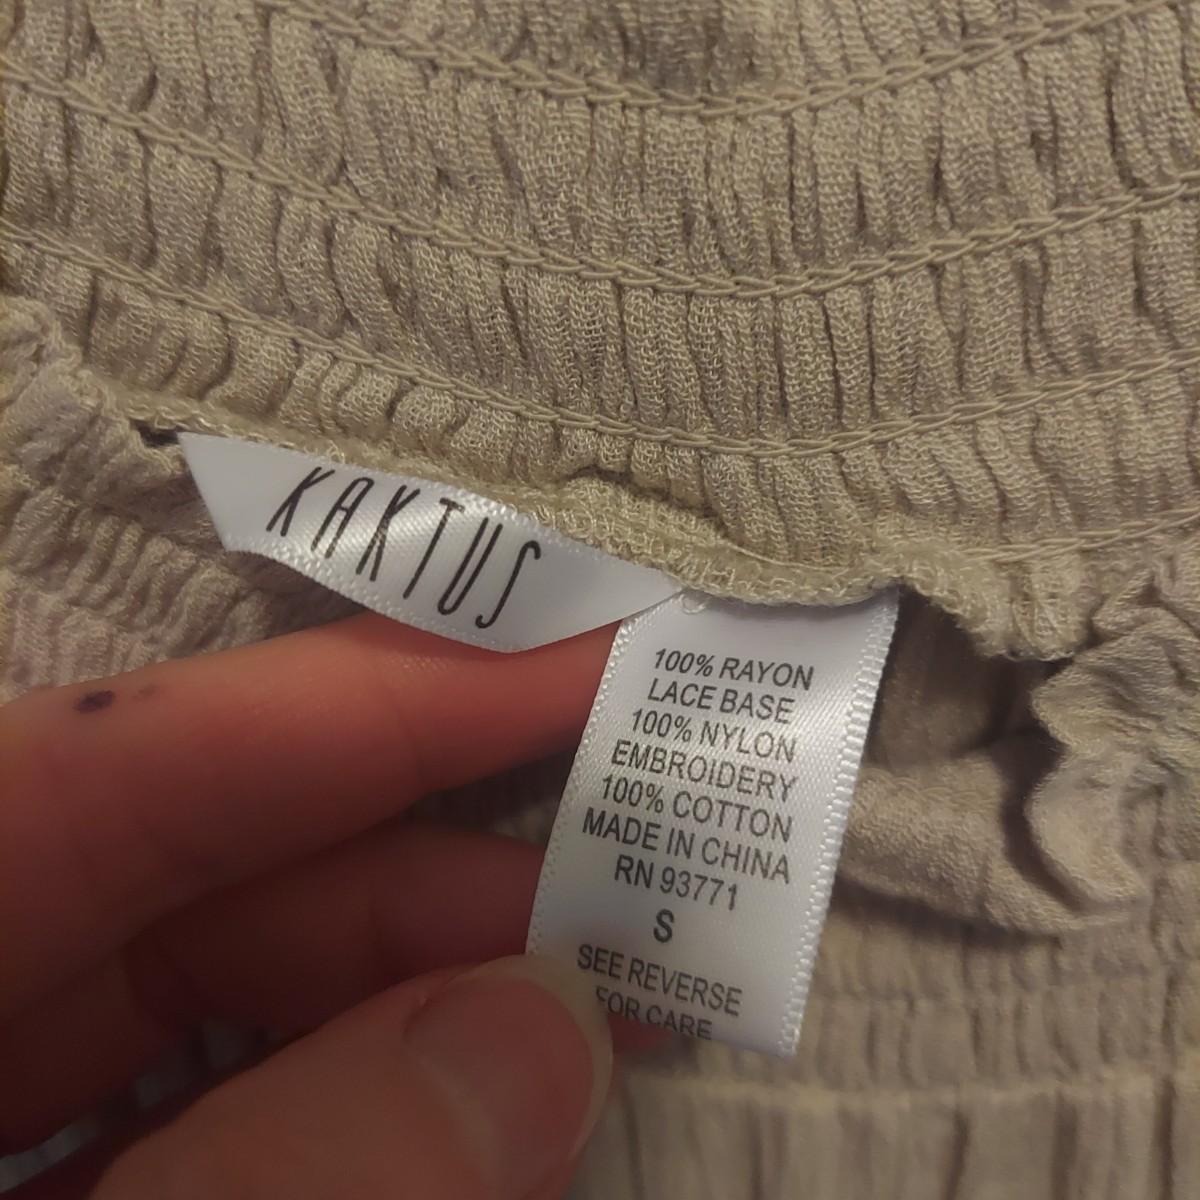 KAKTUS
100% RAYON
LACE BASE
100% NYLON
EMBROIDERY
100% COTTON
MADE IN CHINA
RN 93771
S
SEE REVERSE
FOR CARE